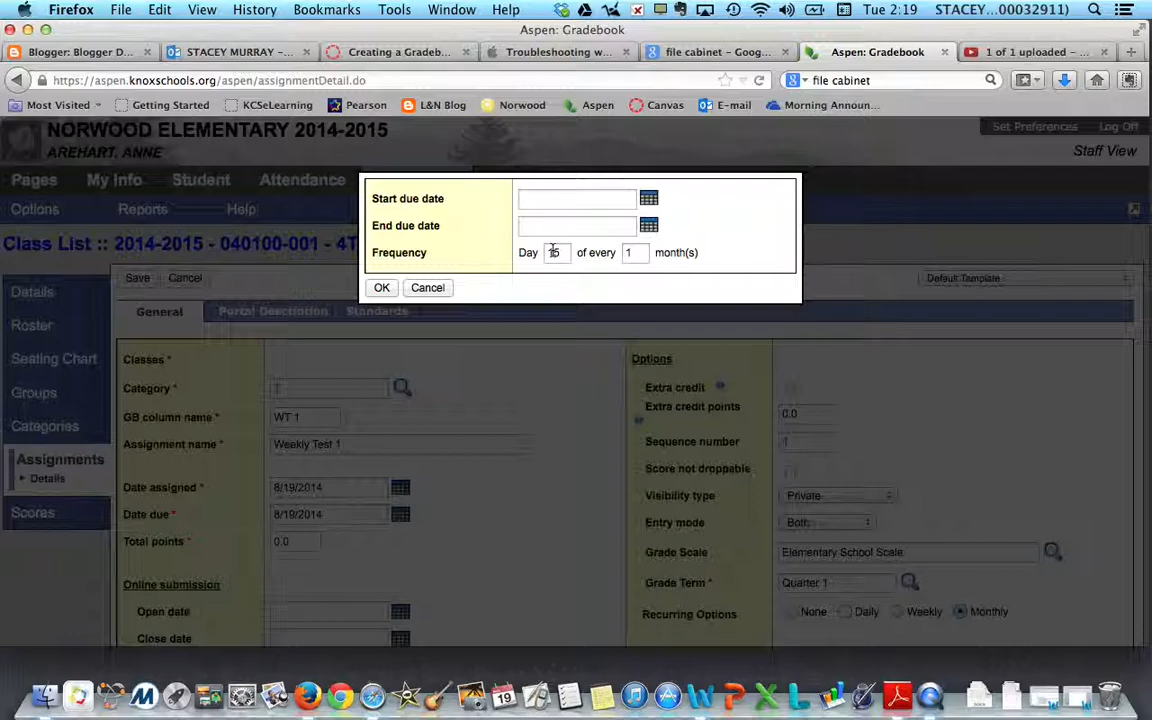 Firefox File Edit View History Bookmarks Tools Window Help Tue 2:19 STACEY...00032911)
Aspen: Gradebook
Blogger: Blogger D... STACEY MURRAY -... Creating a Gradeb... Troubleshooting w... file cabinet - Goog... Aspen: Gradebook 1 of 1 uploaded - ...
https://aspen.knoxschools.org/aspen/assignmentDetail.do file cabinet
Most Visited Getting Started KCSeLearning Pearson L&N Blog Norwood Aspen Canvas E-mail Morning Announ...
NORWOOD ELEMENTARY 2014-2015 Set Preferences Log Off
AREHART, ANNE Staff View
Pages My Info Student Attendance
Options Reports Help
Class List :: 2014-2015 - 040100-001 - 4T
Start due date
End due date
Frequency Day 15 of every 1 month(s)
OK Cancel
Save Cancel Default Template
Details
Roster
Seating Chart
Groups
Categories
Assignments
Details
Scores
General Portal Description Standards
Classes *
Category *
GB column name * WT 1
Assignment name * Weekly Test 1
Date assigned * 8/19/2014
Date due * 8/19/2014
Total points * 0.0
Online submission
Open date
Close date
Options
Extra credit
Extra credit points 0.0
Sequence number 1
Score not droppable
Visibility type Private
Entry mode Both
Grade Scale Elementary School Scale
Grade Term * Quarter 1
Recurring Options None Daily Weekly Monthly
19